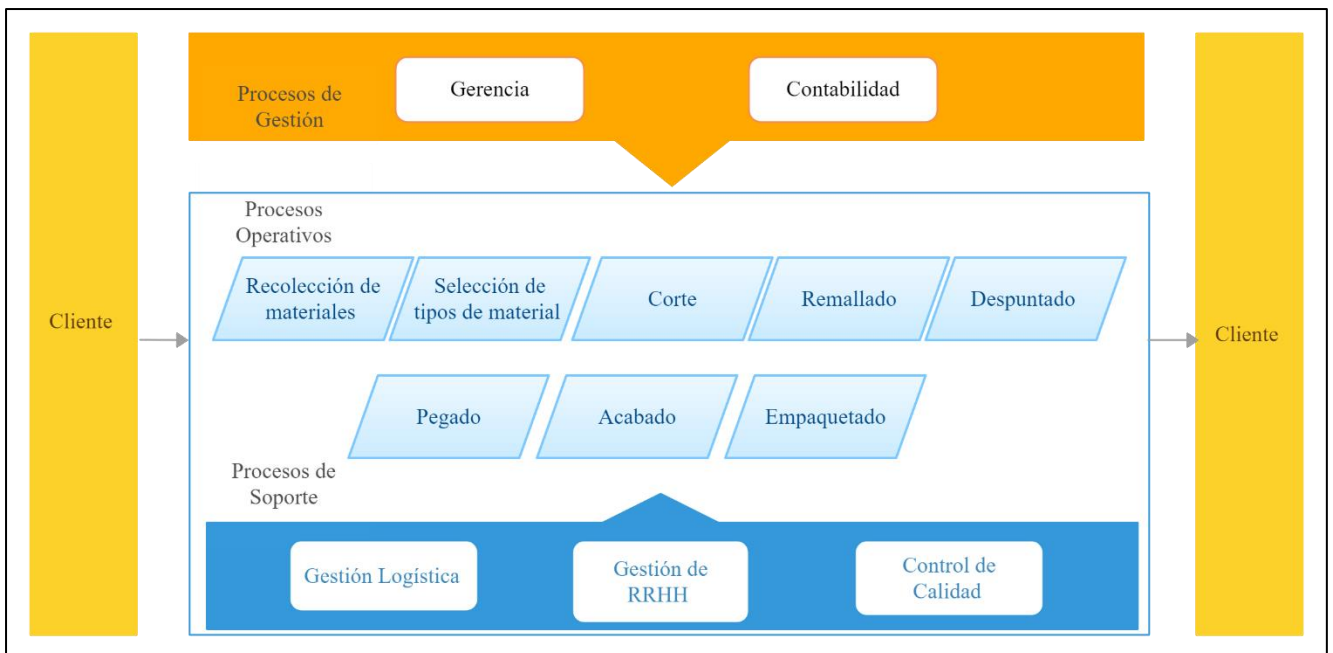 Procesos de
Gestión
Gerencia
Contabilidad
Cliente
Procesos
Operativos
Recolección de
materiales
Selección de
tipos de material
Corte
Remallado
Despuntado
Pegado
Acabado
Empaquetado
Procesos de
Soporte
Gestión Logística
Gestión de
RRHH
Control de
Calidad
Cliente